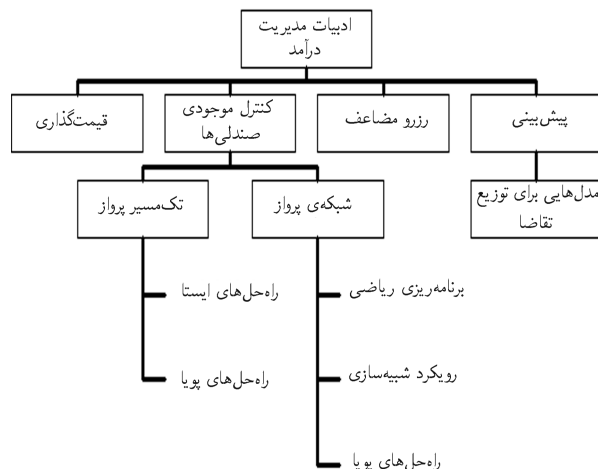 ادبیات مدیریت
درآمد
پیش‌بینی
رزرو مضاعف
کنترل موجودی
صندلی‌ها
قیمت‌گذاری
مدل‌هایی برای توزیع
تقاضا
شبکه‌ی پرواز
تک‌مسیر پرواز
برنامه‌ریزی ریاضی
راه‌حل‌های ایستا
رویکرد شبیه‌سازی
راه‌حل‌های پویا
راه‌حل‌های پویا